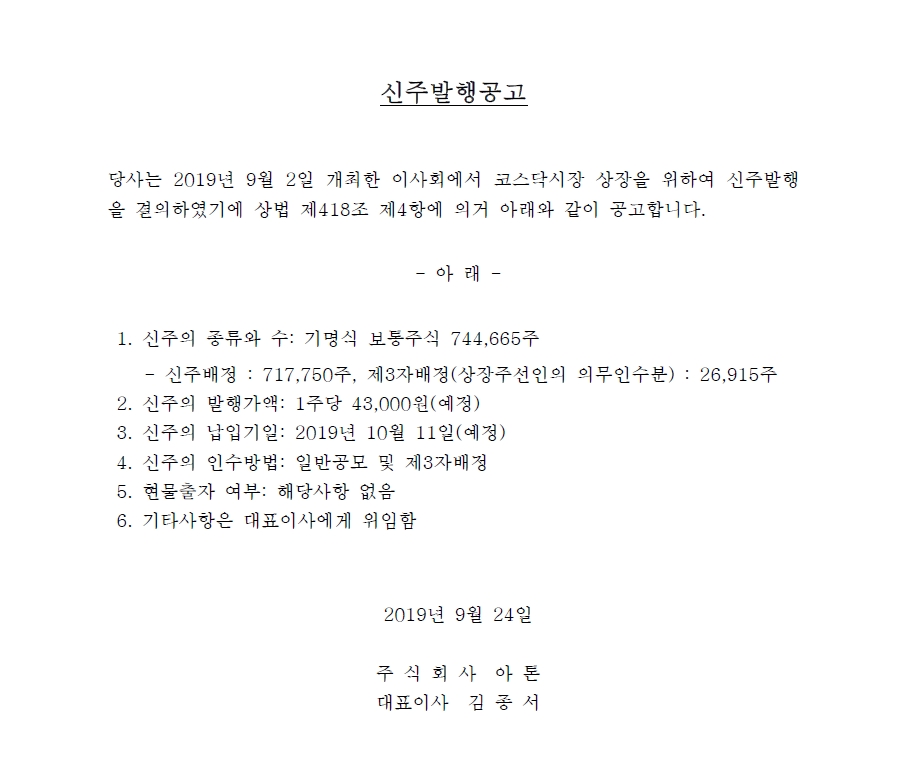 신주발행공고
당사는 2019년 9월 2일 개최한 이사회에서 코스닥시장 상장을 위하여 신주발행
을 결의하였기에 상법 제418조 제4항에 의거 아래와 같이 공고합니다.
- 아 래 -
1. 신주의 종류와 수: 기명식 보통주식 744,665주
- 신주배정 : 717,750주, 제3자배정(상장주선인의 의무인수분) : 26,915주
2. 신주의 발행가액: 1주당 43,000원(예정)
3. 신주의 납입기일: 2019년 10월 11일(예정)
4. 신주의 인수방법: 일반공모 및 제3자배정
5. 현물출자 여부: 해당사항 없음
6. 기타사항은 대표이사에게 위임함
2019년 9월 24일
주 식 회 사 아 톤
대표이사 김 종 서